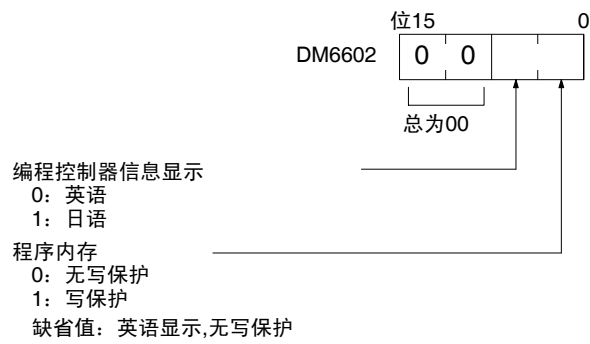 位15 0
DM6602 0 0
总为00
编程控制器信息显示
0：英语
1：日语
程序内存
0：无写保护
1：写保护
缺省值：英语显示,无写保护